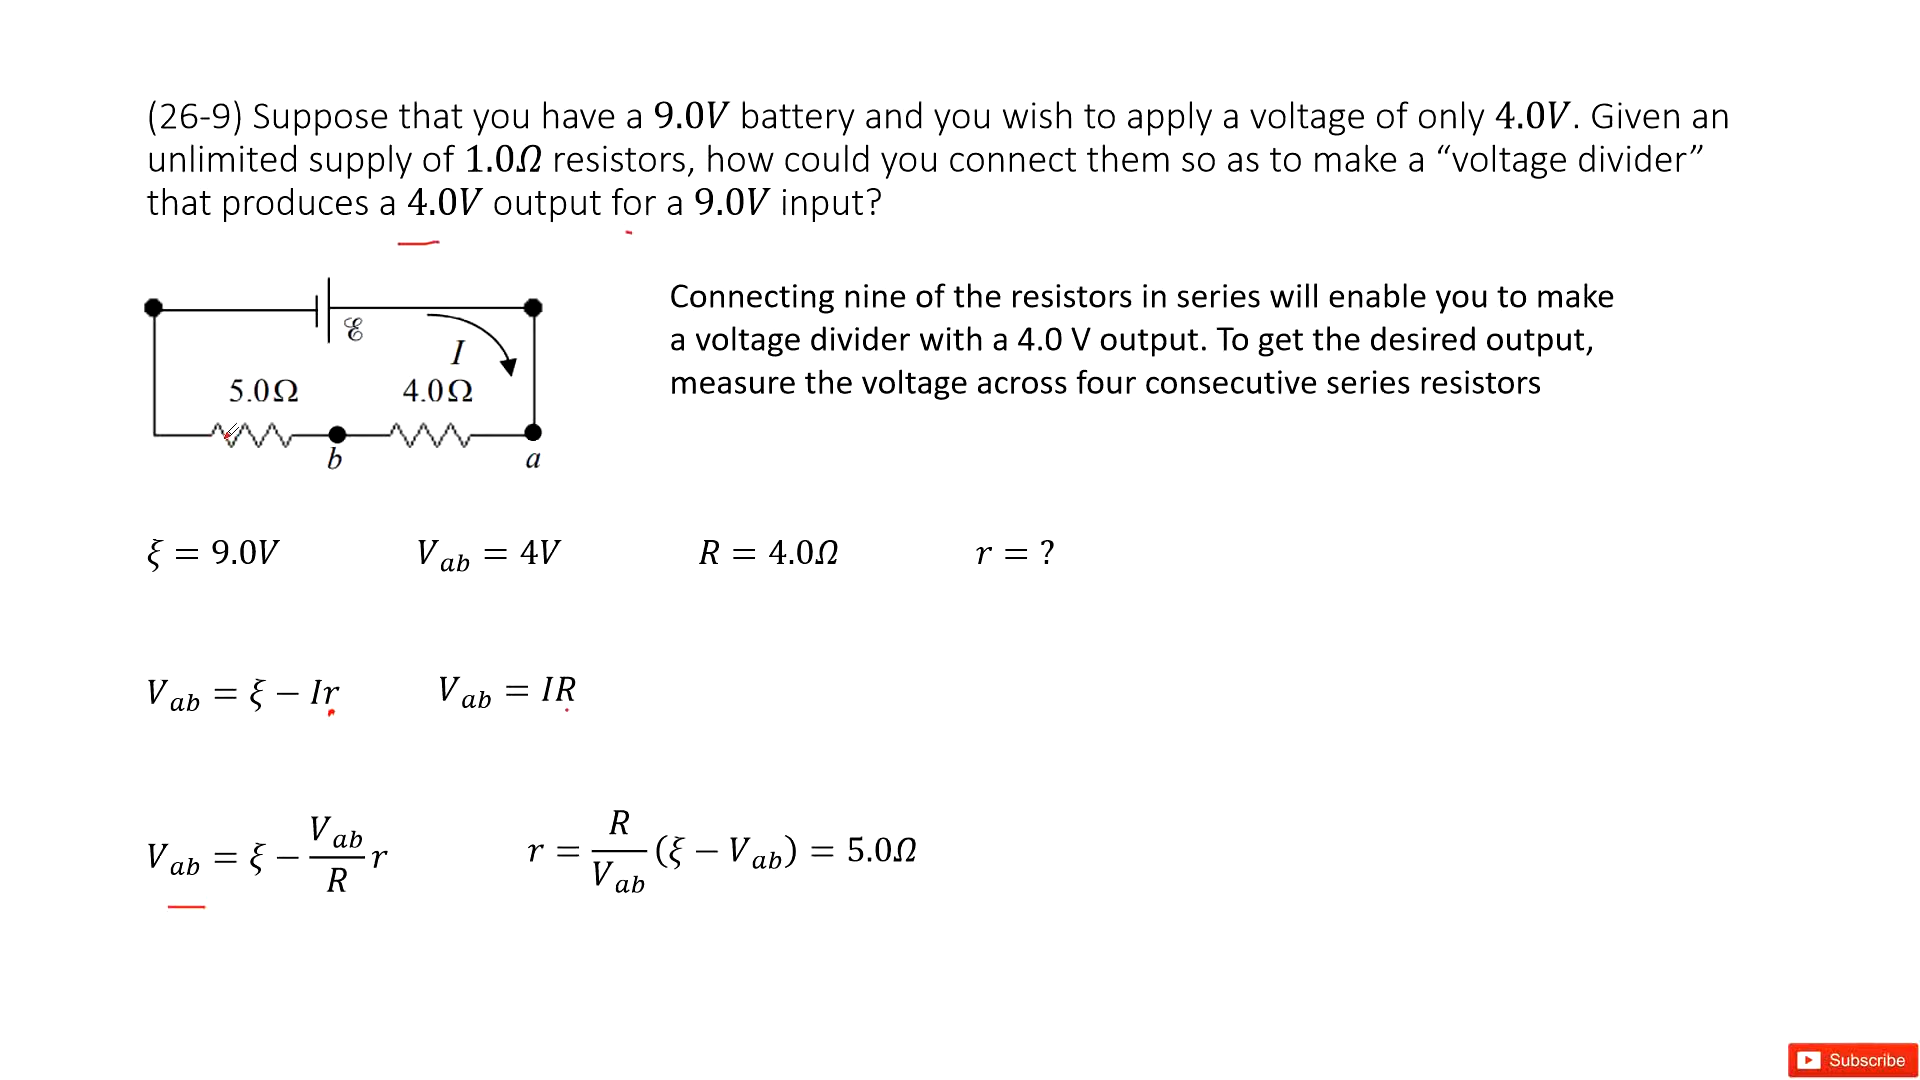 (26-9) Suppose that you have a 9.0V battery and you wish to apply a voltage of only 4.0V. Given an
unlimited supply of 1.0Ω resistors, how could you connect them so as to make a “voltage divider”
that produces a 4.0V output for a 9.0V input?
ℰ
I
5.0Ω 4.0Ω
b a
Connecting nine of the resistors in series will enable you to make
a voltage divider with a 4.0 V output. To get the desired output,
measure the voltage across four consecutive series resistors
ξ = 9.0V V_ab = 4V R = 4.0Ω r = ?
V_ab = ξ − Ir V_ab = IR
V_ab = ξ − (V_ab/R) r r = (R/V_ab)(ξ − V_ab) = 5.0Ω
Subscribe